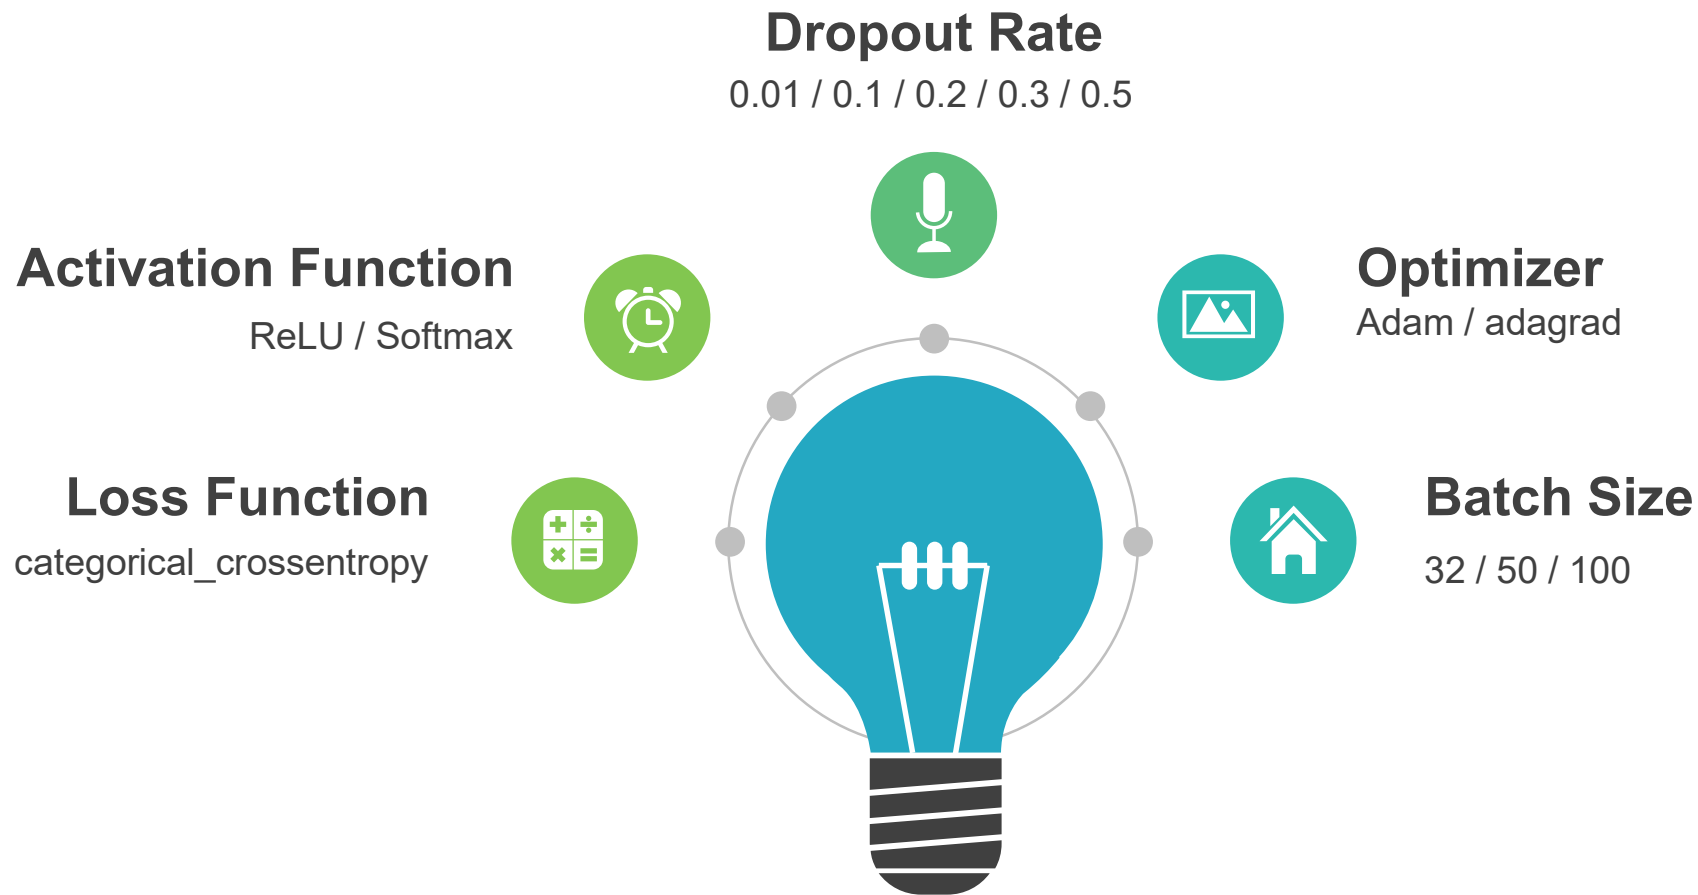 Dropout Rate
0.01 / 0.1 / 0.2 / 0.3 / 0.5
Activation Function
ReLU / Softmax
Optimizer
Adam / adagrad
Loss Function
categorical_crossentropy
Batch Size
32 / 50 / 100